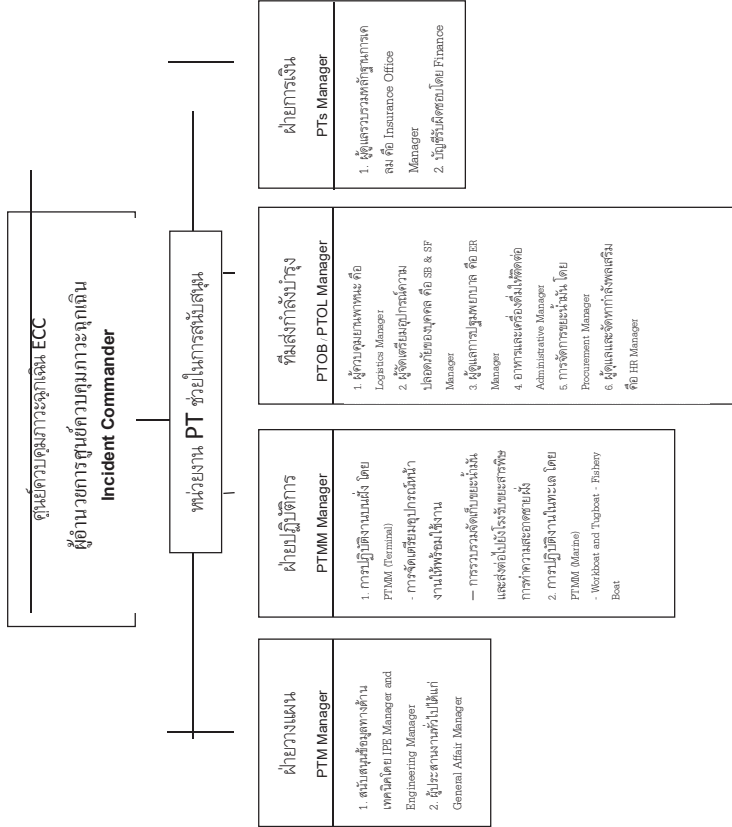 ศูนย์ควบคุมภาวะฉุกเฉิน ECC
ผู้อำนวยการศูนย์ควบคุมภาวะฉุกเฉิน
Incident Commander
หน่วยงาน PT ช่วยในการสนับสนุน
ฝ่ายวางแผน
PTM Manager
1. สนับสนุนข้อมูลทางด้าน
เทคนิคโดย IPE Manager and
Engineering Manager
2. ผู้ประสานงานทั่วไปได้แก่
General Affair Manager
ฝ่ายปฏิบัติการ
PTMM Manager
1. การปฏิบัติงานบนฝั่ง โดย
PTMM (Terminal)
- การจัดเตรียมอุปกรณ์หน้า
งานให้พร้อมใช้งาน
– การรวบรวมจัดเก็บขยะน้ำมัน
และส่งต่อไปยังโรงรับขยะสารพิษ
การทำความสะอาดชายฝั่ง
2. การปฏิบัติงานในทะเล โดย
PTMM (Marine)
- Workboat and Tugboat - Fishery
Boat
ทีมส่งกำลังบำรุง
PTOB / PTOL Manager
1. ผู้ควบคุมยานพาหนะ คือ
Logistics Manager
2. ผู้จัดเตรียมอุปกรณ์ความ
ปลอดภัยของบุคคล คือ SB & SF
Manager
3. ผู้ดูแลการปฐมพยาบาล คือ ER
Manager
4. อาหารและเครื่องดื่มให้ติดต่อ
Administrative Manager
5. การจัดการขยะน้ำมัน โดย
Procurement Manager
6. ผู้ดูแลและจัดหากำลังพลเสริม
คือ HR Manager
ฝ่ายการเงิน
PTs Manager
1. ผู้ดูแลรวบรวมหลักฐานการเค
ลม คือ Insurance Office
Manager
2. บัญชีรับผิดชอบโดย Finance